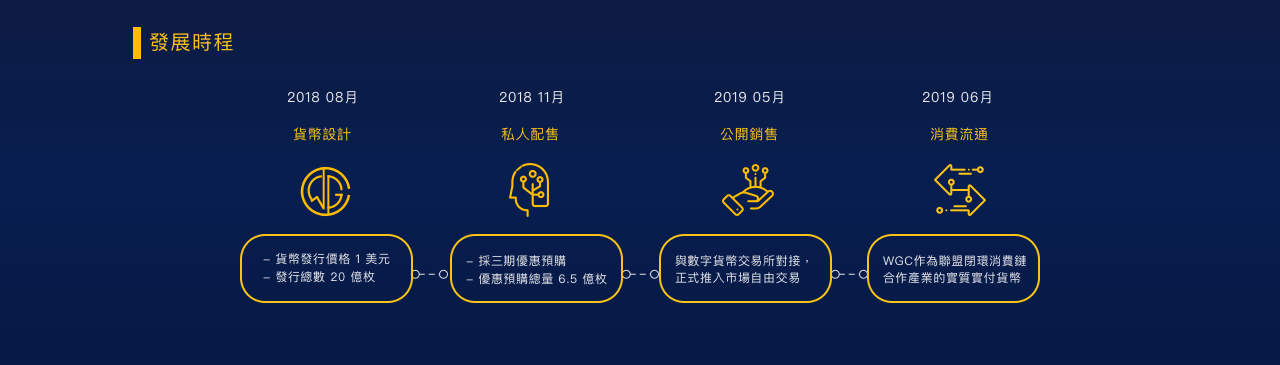 發展時程
2018 08月
貨幣設計
– 貨幣發行價格 1 美元
– 發行總數 20 億枚
2018 11月
私人配售
– 採三期優惠預購
– 優惠預購總量 6.5 億枚
2019 05月
公開銷售
與數字貨幣交易所對接，
正式推入市場自由交易
2019 06月
消費流通
WGC作為聯盟閉環消費鏈
合作產業的實質實付貨幣